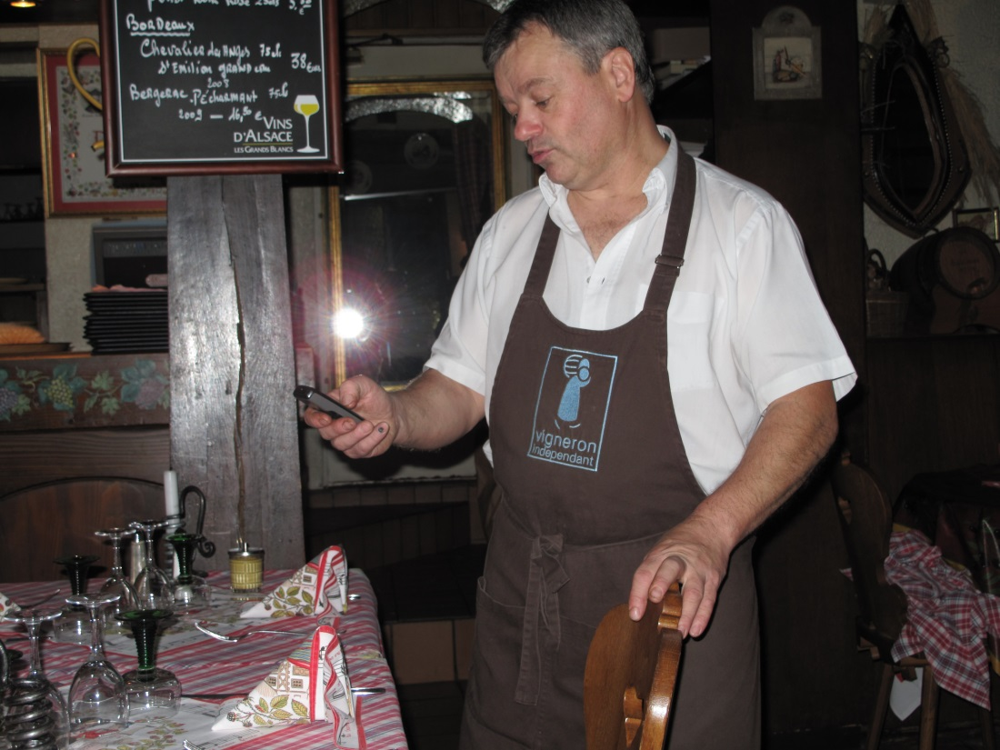 Bordeaux
Chevalier des Anges 75cl
St Emilion grand cru 38€
2003
Bergerac Pécharmant 75cl
2009 — 16,50 €
VINS
D'ALSACE
LES GRANDS BLANCS
vigneron
indépendant